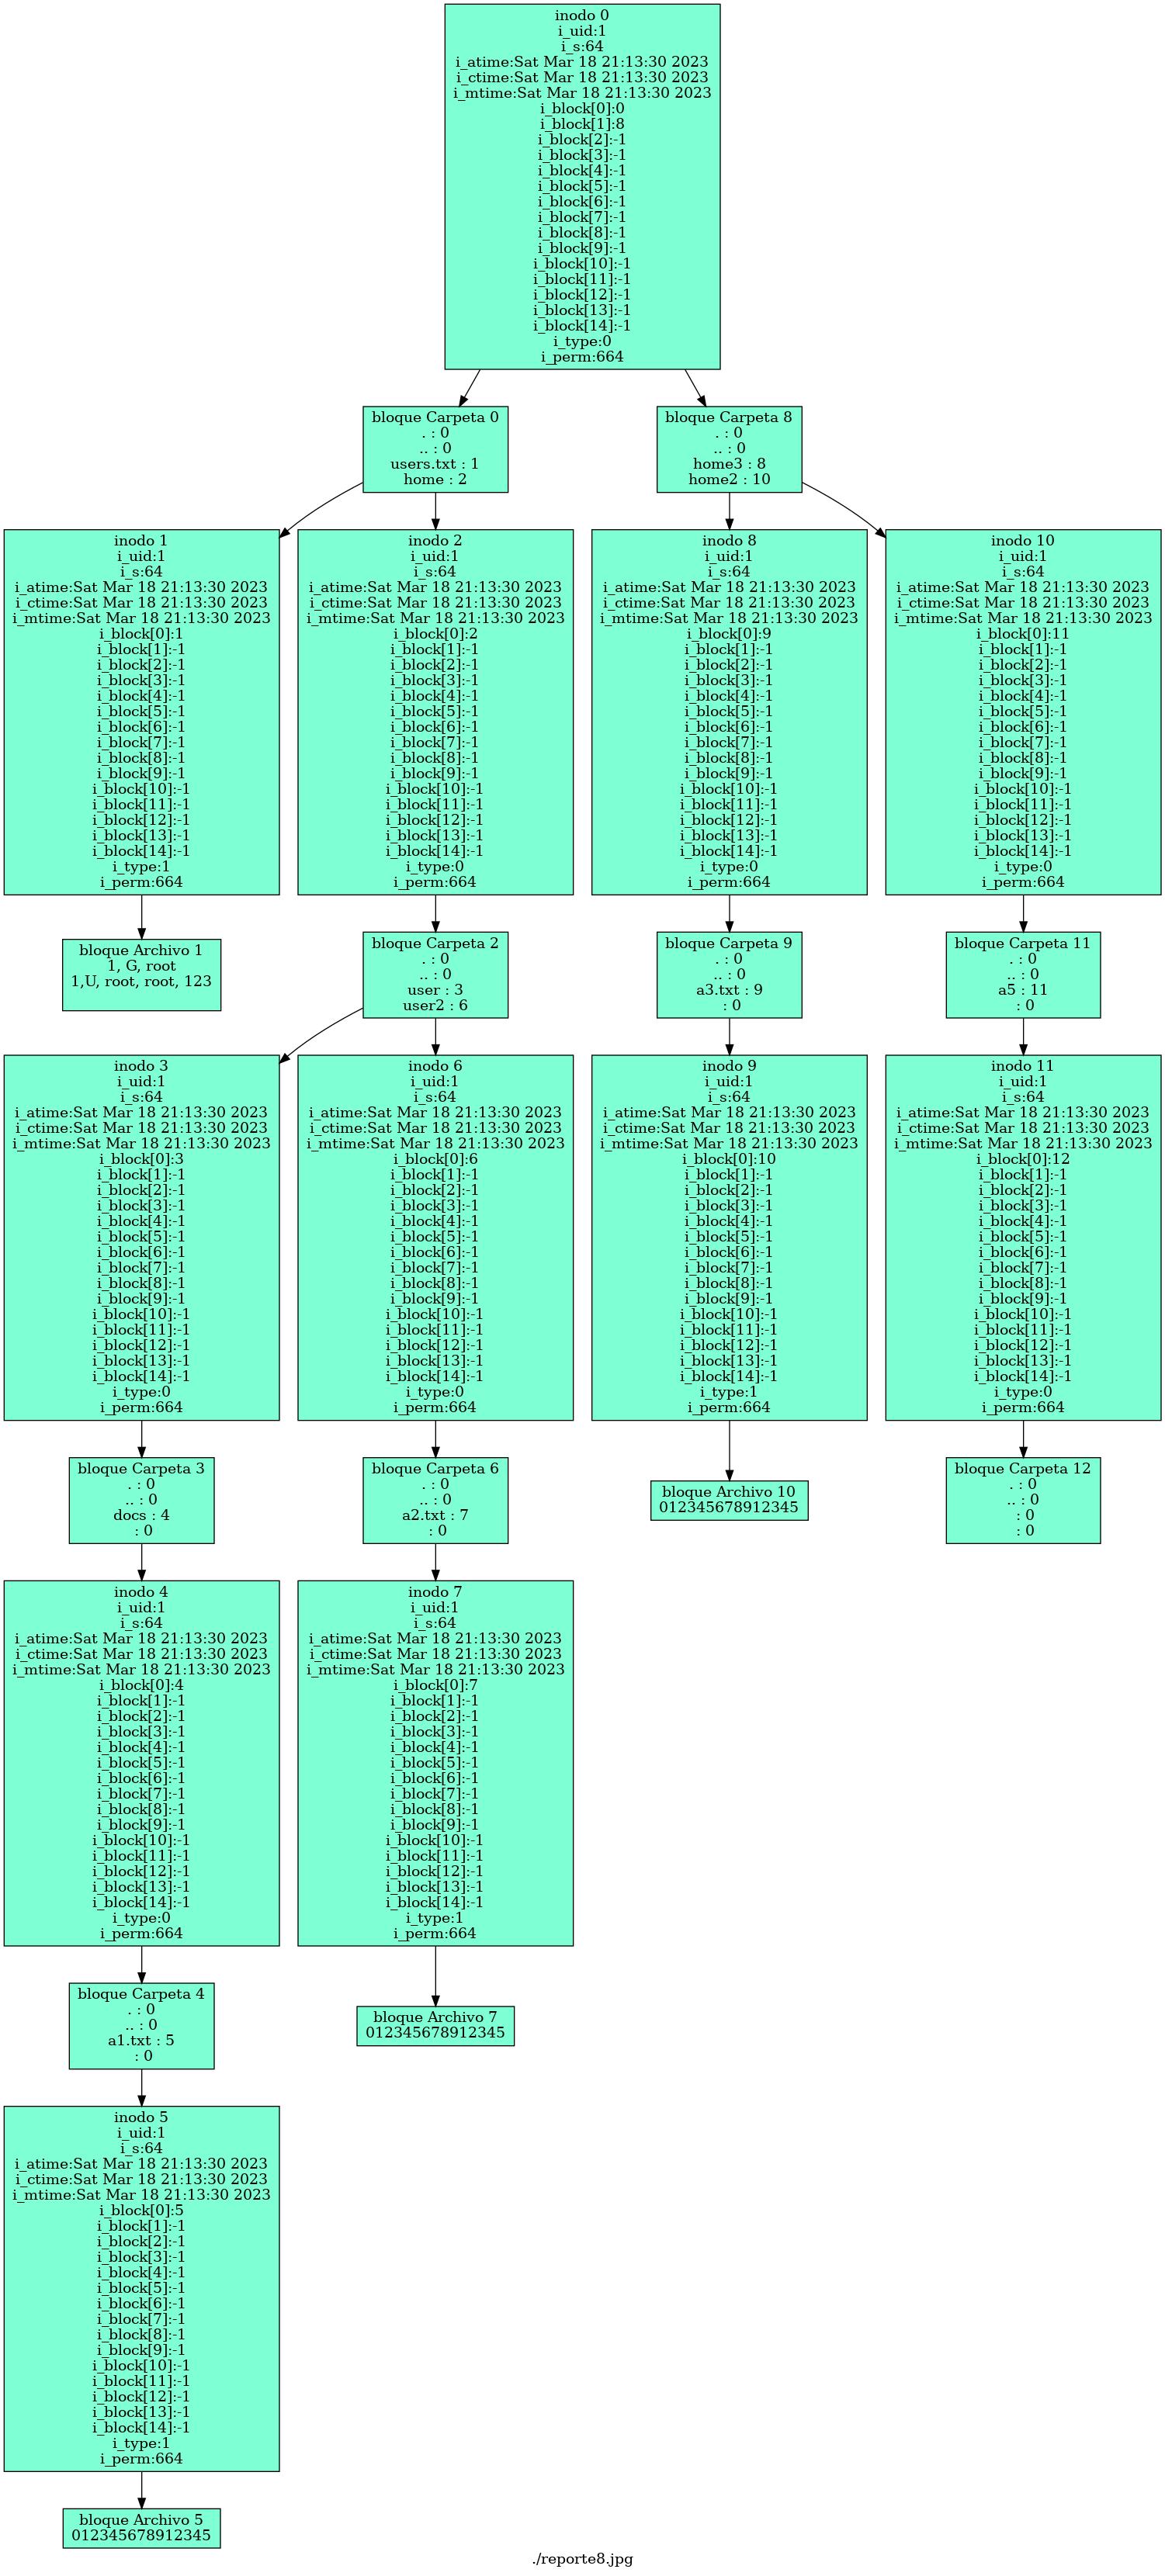 inodo 0
i_uid:1
i_s:64
i_atime:Sat Mar 18 21:13:30 2023
i_ctime:Sat Mar 18 21:13:30 2023
i_mtime:Sat Mar 18 21:13:30 2023
i_block[0]:0
i_block[1]:8
i_block[2]:-1
i_block[3]:-1
i_block[4]:-1
i_block[5]:-1
i_block[6]:-1
i_block[7]:-1
i_block[8]:-1
i_block[9]:-1
i_block[10]:-1
i_block[11]:-1
i_block[12]:-1
i_block[13]:-1
i_block[14]:-1
i_type:0
i_perm:664
bloque Carpeta 0
. : 0
.. : 0
users.txt : 1
home : 2
bloque Carpeta 8
. : 0
.. : 0
home3 : 8
home2 : 10
inodo 1
i_uid:1
i_s:64
i_atime:Sat Mar 18 21:13:30 2023
i_ctime:Sat Mar 18 21:13:30 2023
i_mtime:Sat Mar 18 21:13:30 2023
i_block[0]:1
i_block[1]:-1
i_block[2]:-1
i_block[3]:-1
i_block[4]:-1
i_block[5]:-1
i_block[6]:-1
i_block[7]:-1
i_block[8]:-1
i_block[9]:-1
i_block[10]:-1
i_block[11]:-1
i_block[12]:-1
i_block[13]:-1
i_block[14]:-1
i_type:1
i_perm:664
inodo 2
i_uid:1
i_s:64
i_atime:Sat Mar 18 21:13:30 2023
i_ctime:Sat Mar 18 21:13:30 2023
i_mtime:Sat Mar 18 21:13:30 2023
i_block[0]:2
i_block[1]:-1
i_block[2]:-1
i_block[3]:-1
i_block[4]:-1
i_block[5]:-1
i_block[6]:-1
i_block[7]:-1
i_block[8]:-1
i_block[9]:-1
i_block[10]:-1
i_block[11]:-1
i_block[12]:-1
i_block[13]:-1
i_block[14]:-1
i_type:0
i_perm:664
inodo 8
i_uid:1
i_s:64
i_atime:Sat Mar 18 21:13:30 2023
i_ctime:Sat Mar 18 21:13:30 2023
i_mtime:Sat Mar 18 21:13:30 2023
i_block[0]:9
i_block[1]:-1
i_block[2]:-1
i_block[3]:-1
i_block[4]:-1
i_block[5]:-1
i_block[6]:-1
i_block[7]:-1
i_block[8]:-1
i_block[9]:-1
i_block[10]:-1
i_block[11]:-1
i_block[12]:-1
i_block[13]:-1
i_block[14]:-1
i_type:0
i_perm:664
inodo 10
i_uid:1
i_s:64
i_atime:Sat Mar 18 21:13:30 2023
i_ctime:Sat Mar 18 21:13:30 2023
i_mtime:Sat Mar 18 21:13:30 2023
i_block[0]:11
i_block[1]:-1
i_block[2]:-1
i_block[3]:-1
i_block[4]:-1
i_block[5]:-1
i_block[6]:-1
i_block[7]:-1
i_block[8]:-1
i_block[9]:-1
i_block[10]:-1
i_block[11]:-1
i_block[12]:-1
i_block[13]:-1
i_block[14]:-1
i_type:0
i_perm:664
bloque Archivo 1
1, G, root
1,U, root, root, 123
bloque Carpeta 2
. : 0
.. : 0
user : 3
user2 : 6
bloque Carpeta 9
. : 0
.. : 0
a3.txt : 9
: 0
bloque Carpeta 11
. : 0
.. : 0
a5 : 11
: 0
inodo 3
i_uid:1
i_s:64
i_atime:Sat Mar 18 21:13:30 2023
i_ctime:Sat Mar 18 21:13:30 2023
i_mtime:Sat Mar 18 21:13:30 2023
i_block[0]:3
i_block[1]:-1
i_block[2]:-1
i_block[3]:-1
i_block[4]:-1
i_block[5]:-1
i_block[6]:-1
i_block[7]:-1
i_block[8]:-1
i_block[9]:-1
i_block[10]:-1
i_block[11]:-1
i_block[12]:-1
i_block[13]:-1
i_block[14]:-1
i_type:0
i_perm:664
inodo 6
i_uid:1
i_s:64
i_atime:Sat Mar 18 21:13:30 2023
i_ctime:Sat Mar 18 21:13:30 2023
i_mtime:Sat Mar 18 21:13:30 2023
i_block[0]:6
i_block[1]:-1
i_block[2]:-1
i_block[3]:-1
i_block[4]:-1
i_block[5]:-1
i_block[6]:-1
i_block[7]:-1
i_block[8]:-1
i_block[9]:-1
i_block[10]:-1
i_block[11]:-1
i_block[12]:-1
i_block[13]:-1
i_block[14]:-1
i_type:0
i_perm:664
inodo 9
i_uid:1
i_s:64
i_atime:Sat Mar 18 21:13:30 2023
i_ctime:Sat Mar 18 21:13:30 2023
i_mtime:Sat Mar 18 21:13:30 2023
i_block[0]:10
i_block[1]:-1
i_block[2]:-1
i_block[3]:-1
i_block[4]:-1
i_block[5]:-1
i_block[6]:-1
i_block[7]:-1
i_block[8]:-1
i_block[9]:-1
i_block[10]:-1
i_block[11]:-1
i_block[12]:-1
i_block[13]:-1
i_block[14]:-1
i_type:1
i_perm:664
inodo 11
i_uid:1
i_s:64
i_atime:Sat Mar 18 21:13:30 2023
i_ctime:Sat Mar 18 21:13:30 2023
i_mtime:Sat Mar 18 21:13:30 2023
i_block[0]:12
i_block[1]:-1
i_block[2]:-1
i_block[3]:-1
i_block[4]:-1
i_block[5]:-1
i_block[6]:-1
i_block[7]:-1
i_block[8]:-1
i_block[9]:-1
i_block[10]:-1
i_block[11]:-1
i_block[12]:-1
i_block[13]:-1
i_block[14]:-1
i_type:0
i_perm:664
bloque Carpeta 3
. : 0
.. : 0
docs : 4
: 0
bloque Carpeta 6
. : 0
.. : 0
a2.txt : 7
: 0
bloque Archivo 10
012345678912345
bloque Carpeta 12
. : 0
.. : 0
: 0
: 0
inodo 4
i_uid:1
i_s:64
i_atime:Sat Mar 18 21:13:30 2023
i_ctime:Sat Mar 18 21:13:30 2023
i_mtime:Sat Mar 18 21:13:30 2023
i_block[0]:4
i_block[1]:-1
i_block[2]:-1
i_block[3]:-1
i_block[4]:-1
i_block[5]:-1
i_block[6]:-1
i_block[7]:-1
i_block[8]:-1
i_block[9]:-1
i_block[10]:-1
i_block[11]:-1
i_block[12]:-1
i_block[13]:-1
i_block[14]:-1
i_type:0
i_perm:664
inodo 7
i_uid:1
i_s:64
i_atime:Sat Mar 18 21:13:30 2023
i_ctime:Sat Mar 18 21:13:30 2023
i_mtime:Sat Mar 18 21:13:30 2023
i_block[0]:7
i_block[1]:-1
i_block[2]:-1
i_block[3]:-1
i_block[4]:-1
i_block[5]:-1
i_block[6]:-1
i_block[7]:-1
i_block[8]:-1
i_block[9]:-1
i_block[10]:-1
i_block[11]:-1
i_block[12]:-1
i_block[13]:-1
i_block[14]:-1
i_type:1
i_perm:664
bloque Carpeta 4
. : 0
.. : 0
a1.txt : 5
: 0
bloque Archivo 7
012345678912345
inodo 5
i_uid:1
i_s:64
i_atime:Sat Mar 18 21:13:30 2023
i_ctime:Sat Mar 18 21:13:30 2023
i_mtime:Sat Mar 18 21:13:30 2023
i_block[0]:5
i_block[1]:-1
i_block[2]:-1
i_block[3]:-1
i_block[4]:-1
i_block[5]:-1
i_block[6]:-1
i_block[7]:-1
i_block[8]:-1
i_block[9]:-1
i_block[10]:-1
i_block[11]:-1
i_block[12]:-1
i_block[13]:-1
i_block[14]:-1
i_type:1
i_perm:664
bloque Archivo 5
012345678912345
./reporte8.jpg